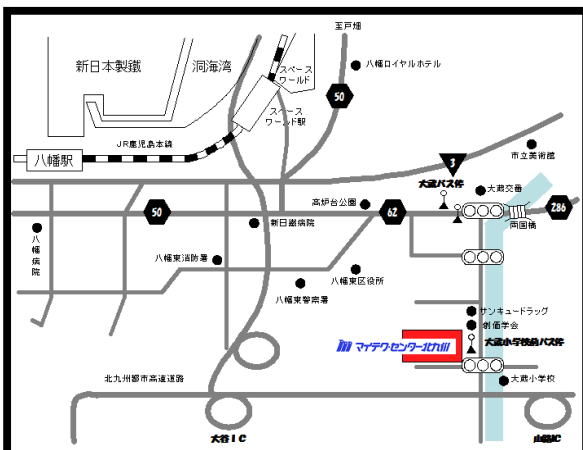 至戸畑
新日本製鐵
洞海湾
八幡ロイヤルホテル
スペース
ワールド
50
スペース
ワールド駅
JR鹿児島本線
八幡駅
3
市立美術館
大蔵バス停
大蔵交番
高炉台公園
50
62
286
両国橋
新日鐵病院
八幡病院
八幡東消防署
八幡東区役所
八幡東警察署
サンキュードラッグ
創価学会
マイテク・センター北九州
大蔵小学校前バス停
北九州都市高速道路
大蔵小学校
大谷IC
山路IC